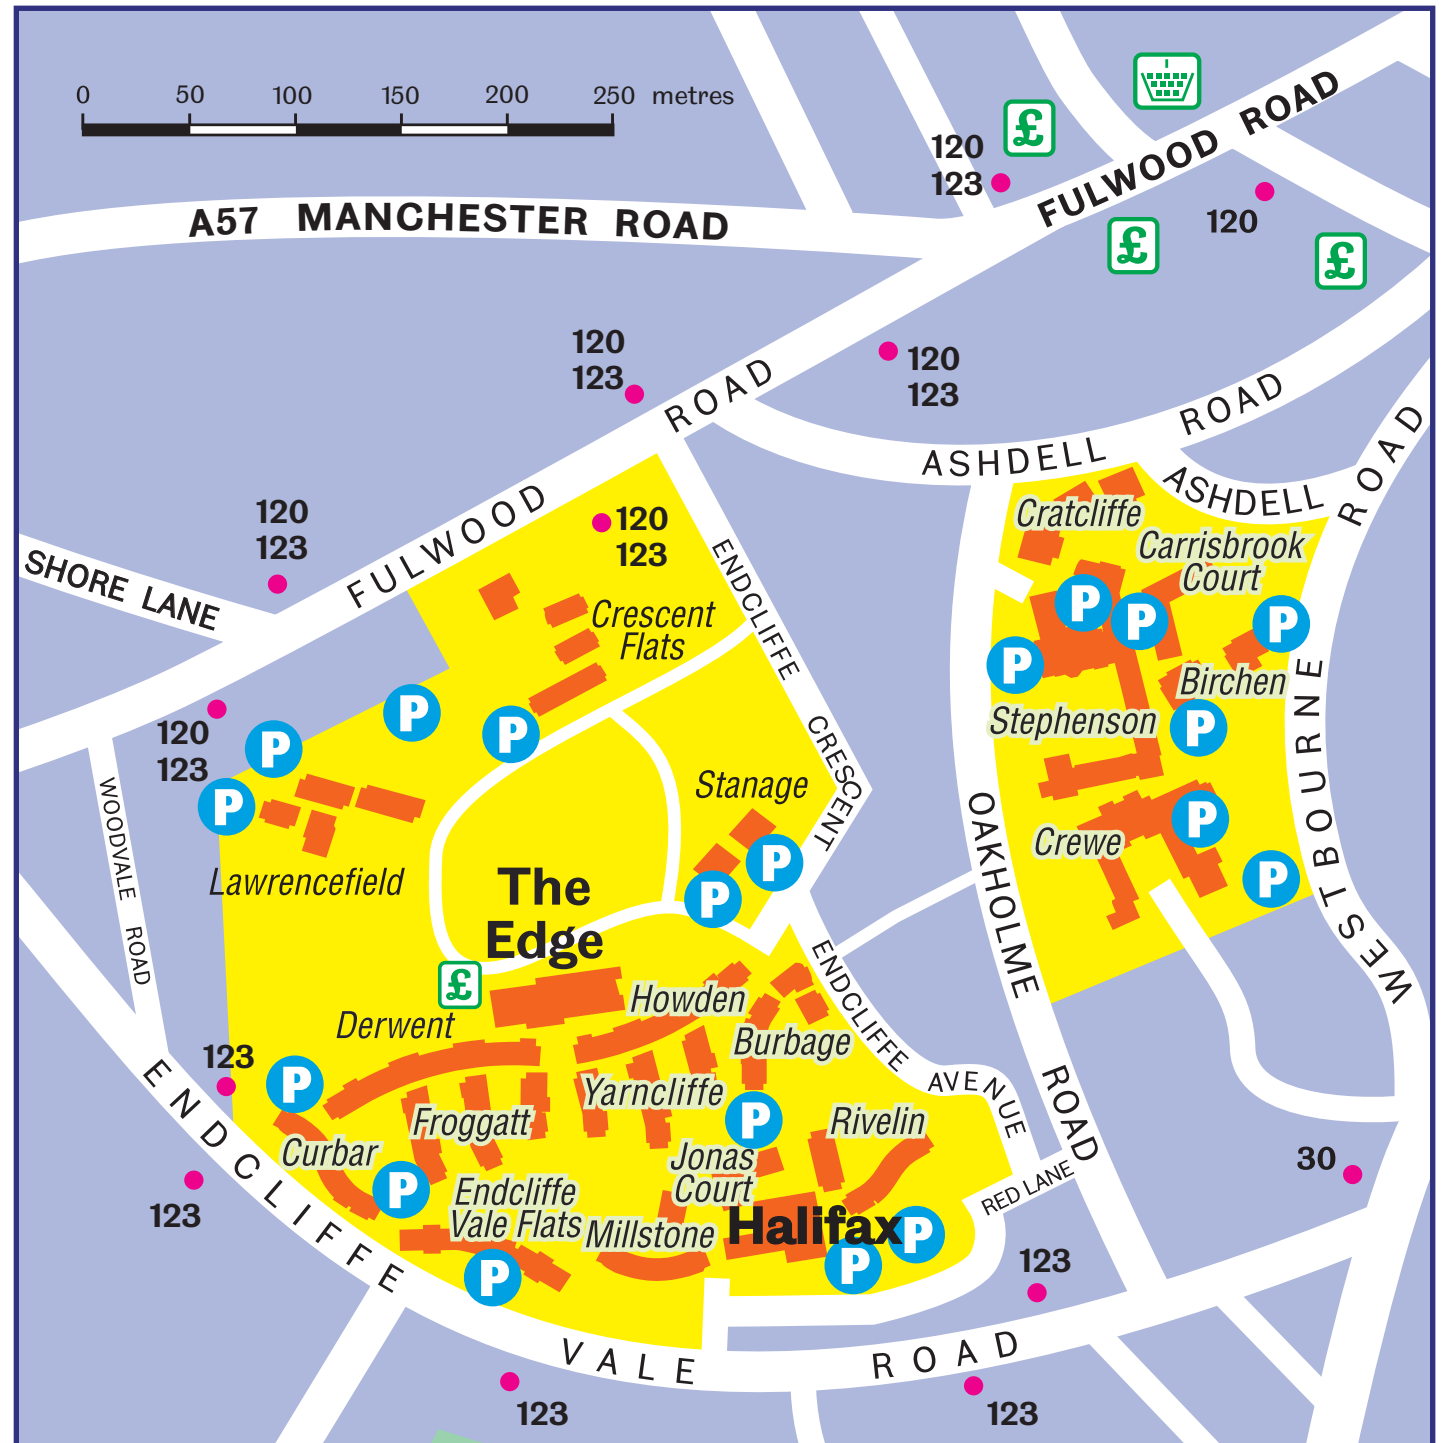 0 50 100 150 200 250 metres
£
120
123
FULWOOD ROAD
A57 MANCHESTER ROAD
120
£
£
120
123
120
123
FULWOOD ROAD
ASHDELL ROAD
ASHDELL
ROAD
120
123
120
123
SHORE LANE
Cratcliffe
Carrisbrook
Court
ENDCLIFFE CRESCENT
Crescent
Flats
P
P
P
P
P
P
P
P
120
123
Birchen
Stephenson
P
WESTBOURNE
WOODVALE ROAD
Stanage
Lawrencefield
OAKHOLME ROAD
Crewe
P
P
P
P
The
Edge
£
Howden
Derwent
Burbage
ENDCLIFFE AVENUE
123
P
Yarncliffe
Froggatt
P
Rivelin
Curbar
Jonas
Court
30
123
P
Endcliffe
Vale Flats
Millstone
Halifax
P
P
RED LANE
P
123
ENDCLIFFE VALE ROAD
123
123